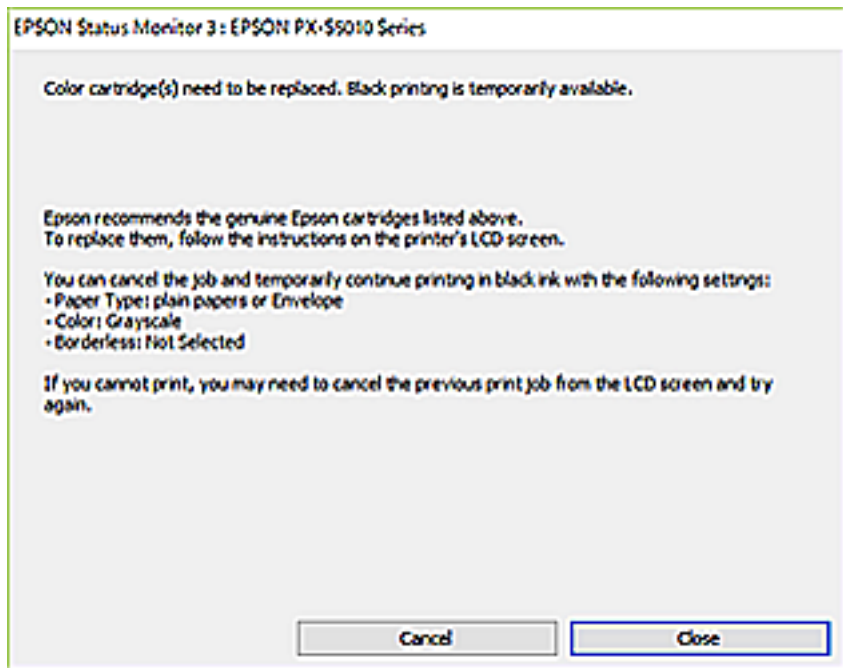 EPSON Status Monitor 3 : EPSON PX-S5010 Series
Color cartridge(s) need to be replaced. Black printing is temporarily available.
Epson recommends the genuine Epson cartridges listed above.
To replace them, follow the instructions on the printer's LCD screen.
You can cancel the job and temporarily continue printing in black ink with the following settings:
• Paper Type: plain papers or Envelope
• Color: Grayscale
• Borderless: Not Selected
If you cannot print, you may need to cancel the previous print job from the LCD screen and try
again.
Cancel
Close